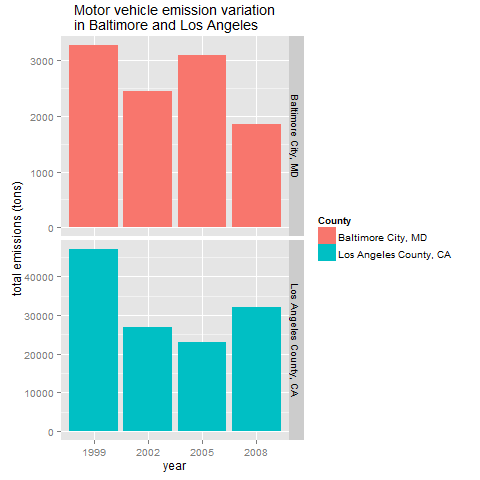 Motor vehicle emission variation
in Baltimore and Los Angeles
total emissions (tons)
3000
2000
1000
0
Baltimore City, MD
40000
30000
20000
10000
0
Los Angeles County, CA
1999 2002 2005 2008
year
County
Baltimore City, MD
Los Angeles County, CA